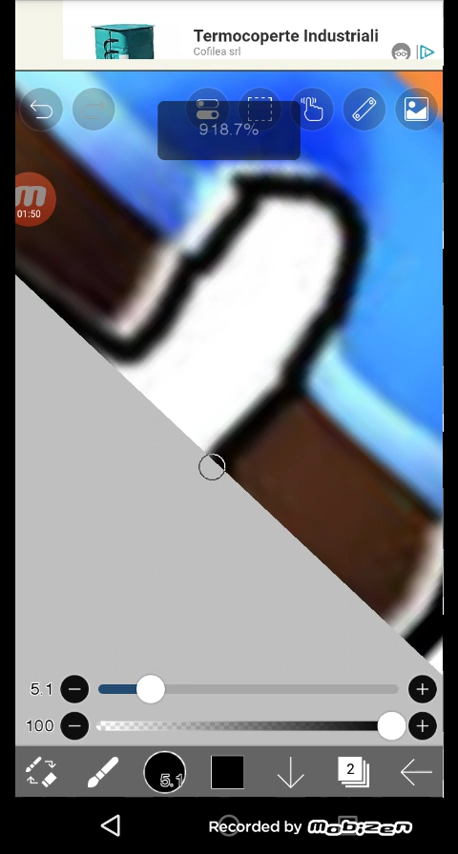 Termocoperte Industriali
Cofilea srl
918.7%
01:50
5.1
100
5.1
2
Recorded by Mobizen